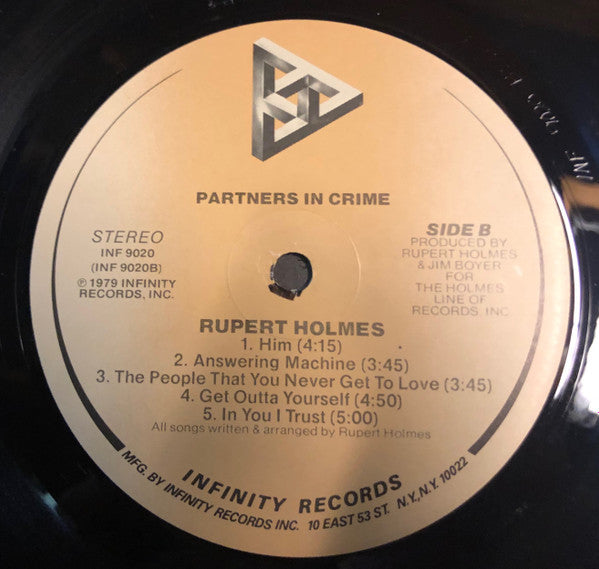 PARTNERS IN CRIME
STEREO
INF 9020
(INF 9020B)
℗ 1979 INFINITY
RECORDS, INC.
SIDE B
PRODUCED BY
RUPERT HOLMES
& JIM BOYER
FOR
THE HOLMES
LINE OF
RECORDS, INC
RUPERT HOLMES
1. Him (4:15)
2. Answering Machine (3:45)
3. The People That You Never Get To Love (3:45)
4. Get Outta Yourself (4:50)
5. In You I Trust (5:00)
All songs written & arranged by Rupert Holmes
INFINITY RECORDS
MFG. BY INFINITY RECORDS INC. 10 EAST 53 ST. N.Y., N.Y. 10022